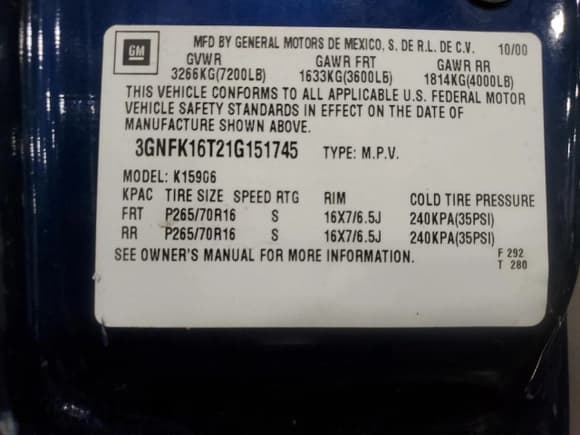 GM
MFD BY GENERAL MOTORS DE MEXICO, S. DE R.L. DE C.V. 10/00
GVWR GAWR FRT GAWR RR
3266KG(7200LB) 1633KG(3600LB) 1814KG(4000LB)
THIS VEHICLE CONFORMS TO ALL APPLICABLE U.S. FEDERAL MOTOR
VEHICLE SAFETY STANDARDS IN EFFECT ON THE DATE OF
MANUFACTURE SHOWN ABOVE.
3GNFK16T21G151745 TYPE: M.P.V.
MODEL: K15906
KPAC TIRE SIZE SPEED RTG RIM COLD TIRE PRESSURE
FRT P265/70R16 S 16X7/6.5J 240KPA(35PSI)
RR P265/70R16 S 16X7/6.5J 240KPA(35PSI)
SEE OWNER'S MANUAL FOR MORE INFORMATION. F 292
T 280